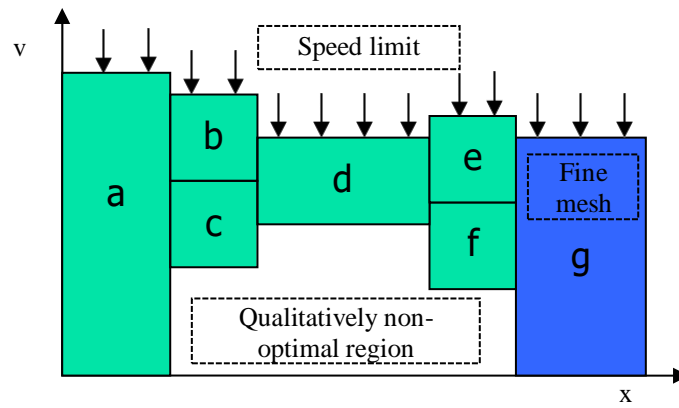 v
Speed limit
b
e
a
d
Fine
mesh
c
f
g
Qualitatively non-
optimal region
x